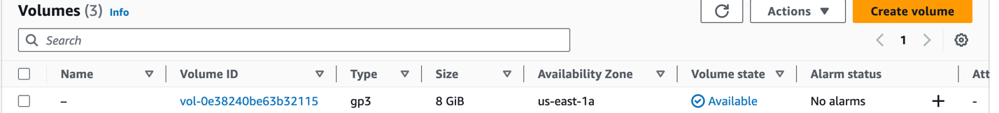 Volumes (3) Info
Actions
Create volume
Search
1
Name Volume ID Type Size Availability Zone Volume state Alarm status Att
– vol-0e38240be63b32115 gp3 8 GiB us-east-1a Available No alarms + -